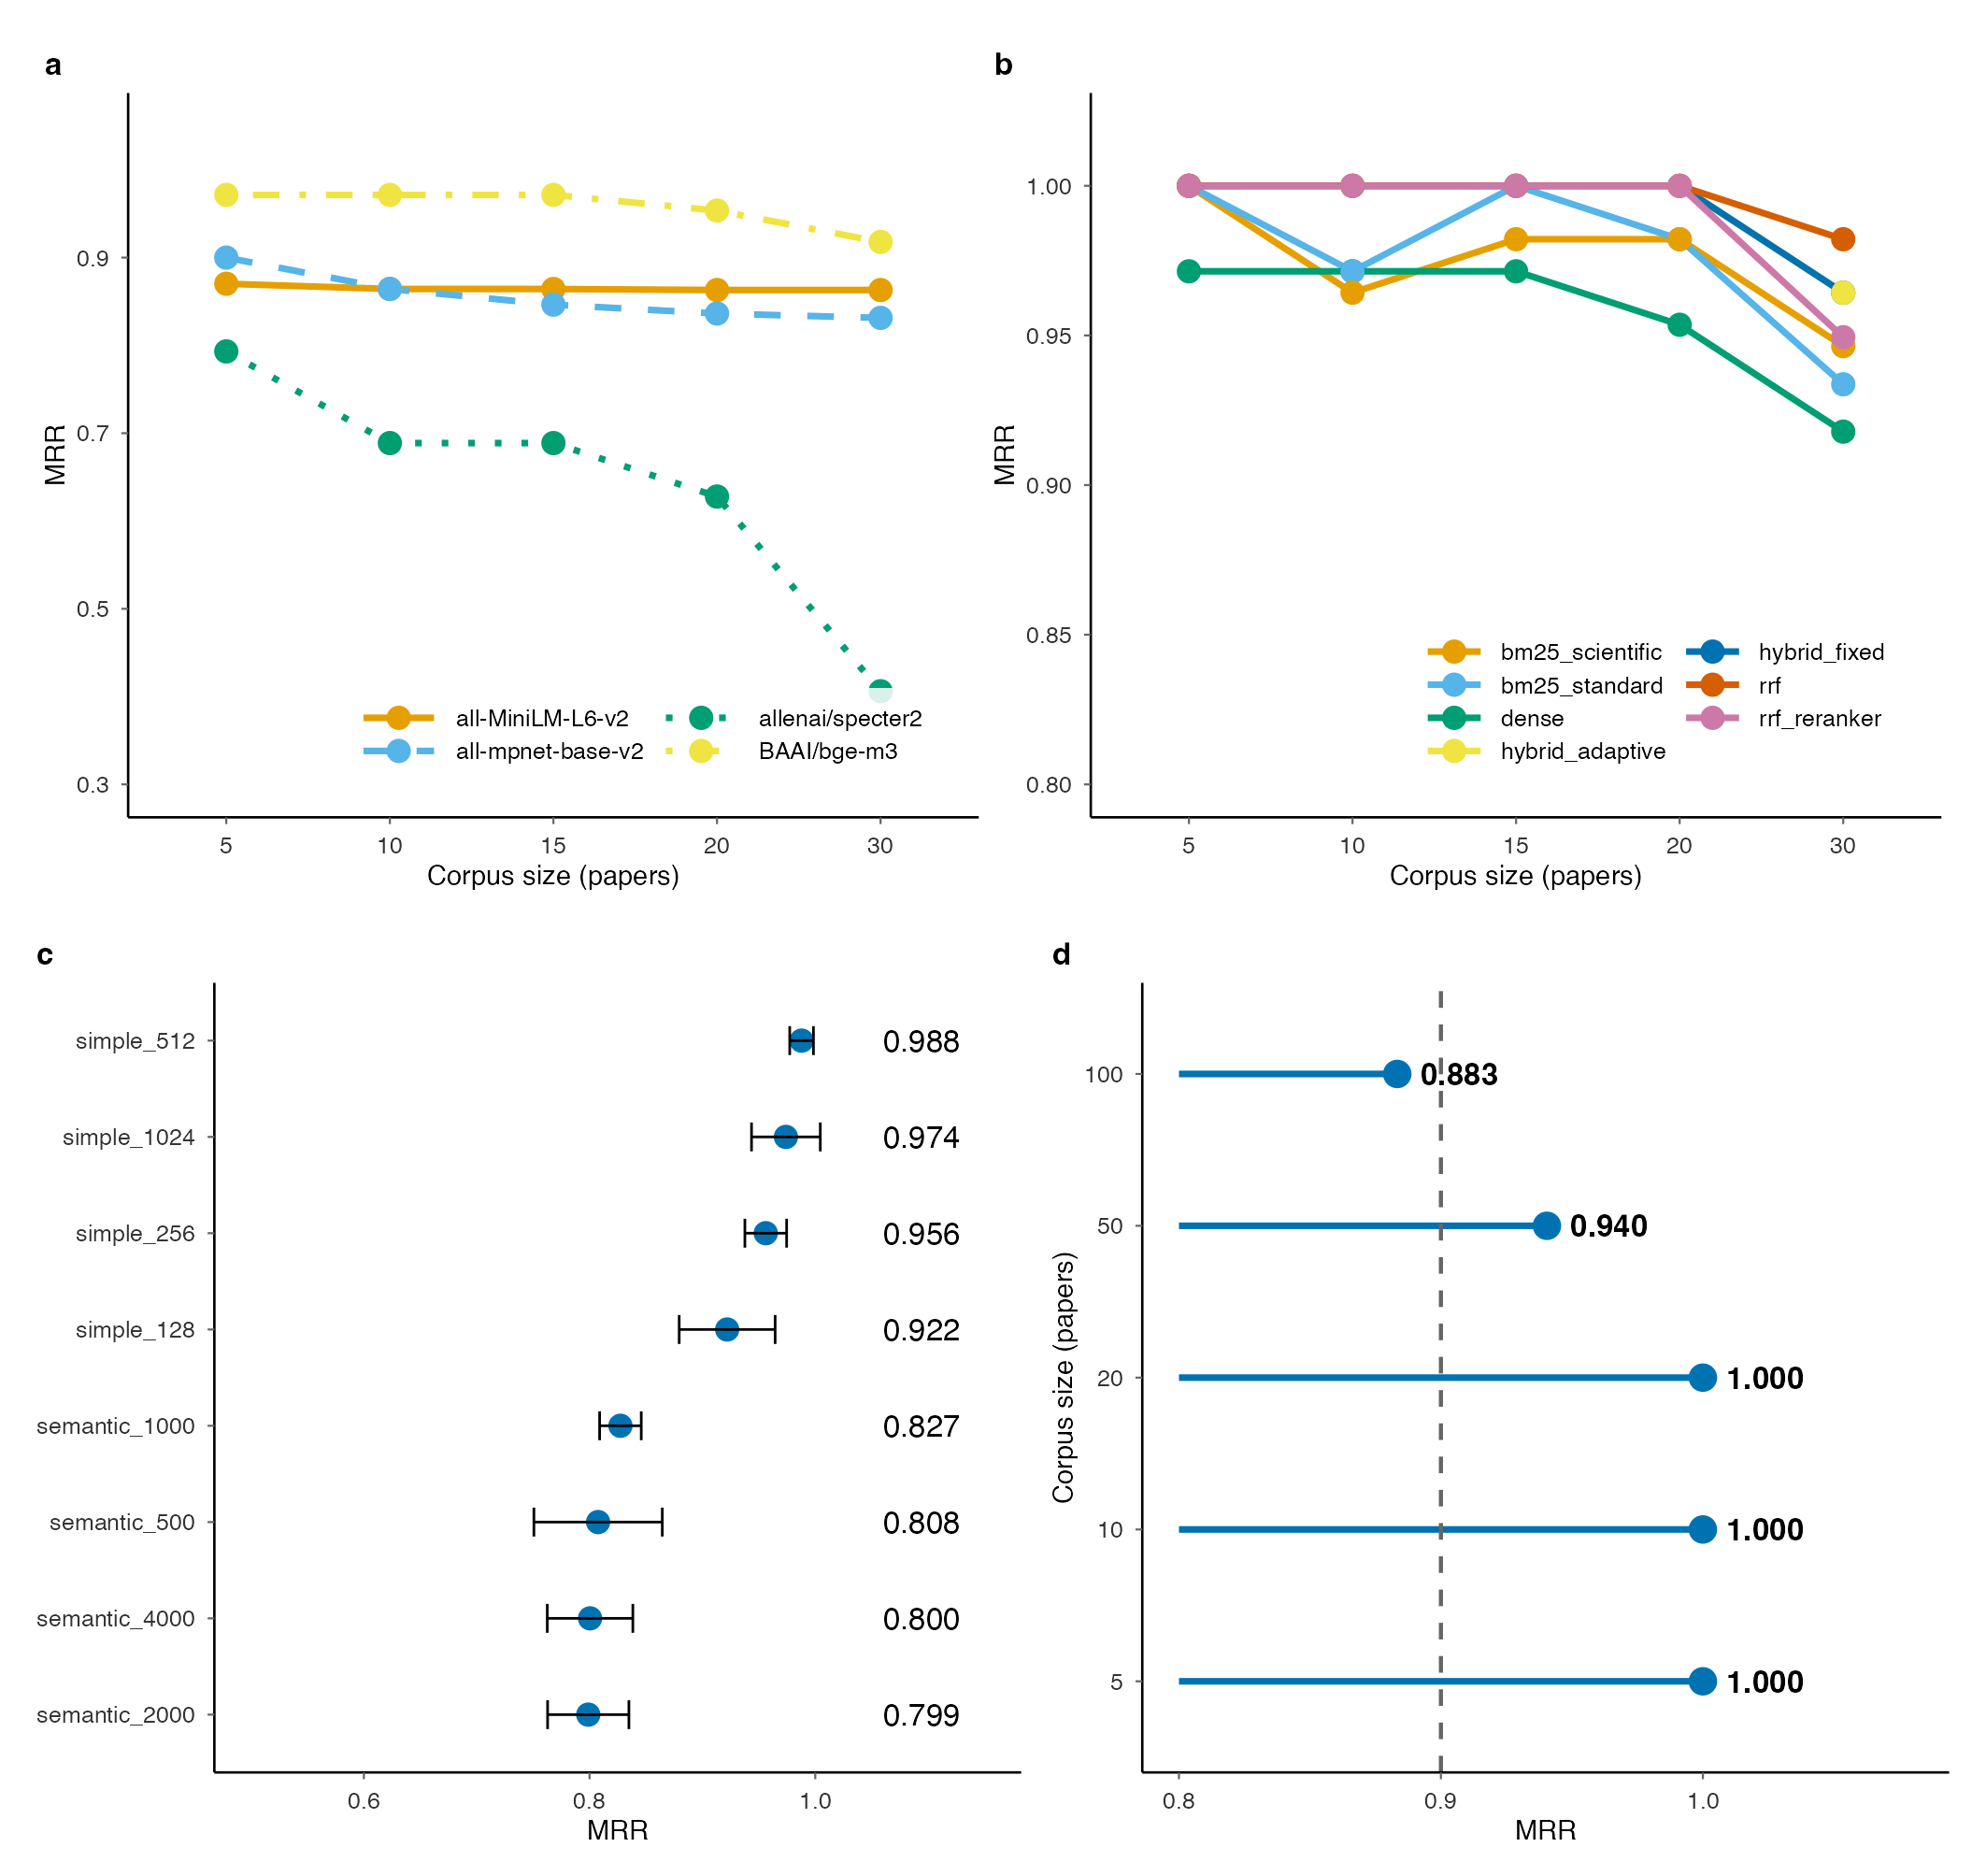 a
MRR
0.9
0.7
0.5
0.3
all-MiniLM-L6-v2
allenai/specter2
all-mpnet-base-v2
BAAI/bge-m3
5 10 15 20 30
Corpus size (papers)
b
MRR
1.00
0.95
0.90
0.85
0.80
bm25_scientific
hybrid_fixed
bm25_standard
rrf
dense
rrf_reranker
hybrid_adaptive
5 10 15 20 30
Corpus size (papers)
c
simple_512 0.988
simple_1024 0.974
simple_256 0.956
simple_128 0.922
semantic_1000 0.827
semantic_500 0.808
semantic_4000 0.800
semantic_2000 0.799
0.6 0.8 1.0
MRR
d
Corpus size (papers)
100 0.883
50 0.940
20 1.000
10 1.000
5 1.000
0.8 0.9 1.0
MRR